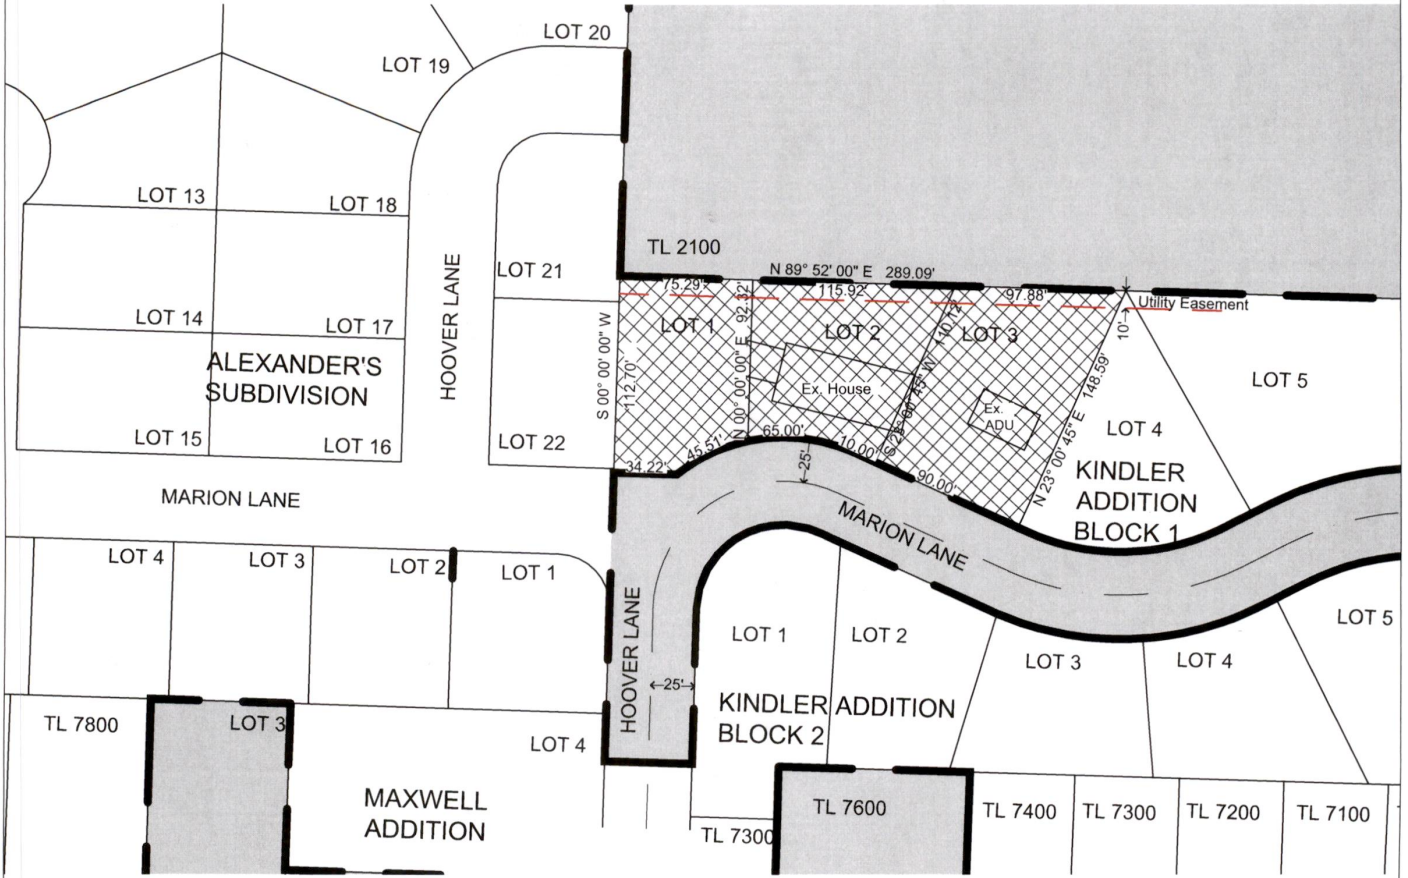 LOT 20
LOT 19
LOT 13
LOT 18
TL 2100
LOT 21
N 89° 52' 00" E 289.09'
75.29'
115.92'
97.88'
Utility Easement
10'
HOOVER LANE
LOT 14
LOT 17
LOT 1
LOT 2
LOT 3
S 00° 00' 00" W
112.70'
N 00° 00' 00" E 92.32'
110.12'
N 23° 00' 45" E 148.59'
ALEXANDER'S
SUBDIVISION
Ex. House
Ex.
ADU
LOT 5
LOT 4
LOT 15
LOT 16
LOT 22
34.22'
45.51'
65.00'
10.00'
90.00'
25'
KINDLER
ADDITION
BLOCK 1
MARION LANE
MARION LANE
LOT 4
LOT 3
LOT 2
LOT 1
HOOVER LANE
25'
LOT 1
LOT 2
LOT 3
LOT 4
LOT 5
KINDLER ADDITION
BLOCK 2
TL 7800
LOT 3
LOT 4
MAXWELL
ADDITION
TL 7300
TL 7600
TL 7400
TL 7300
TL 7200
TL 7100